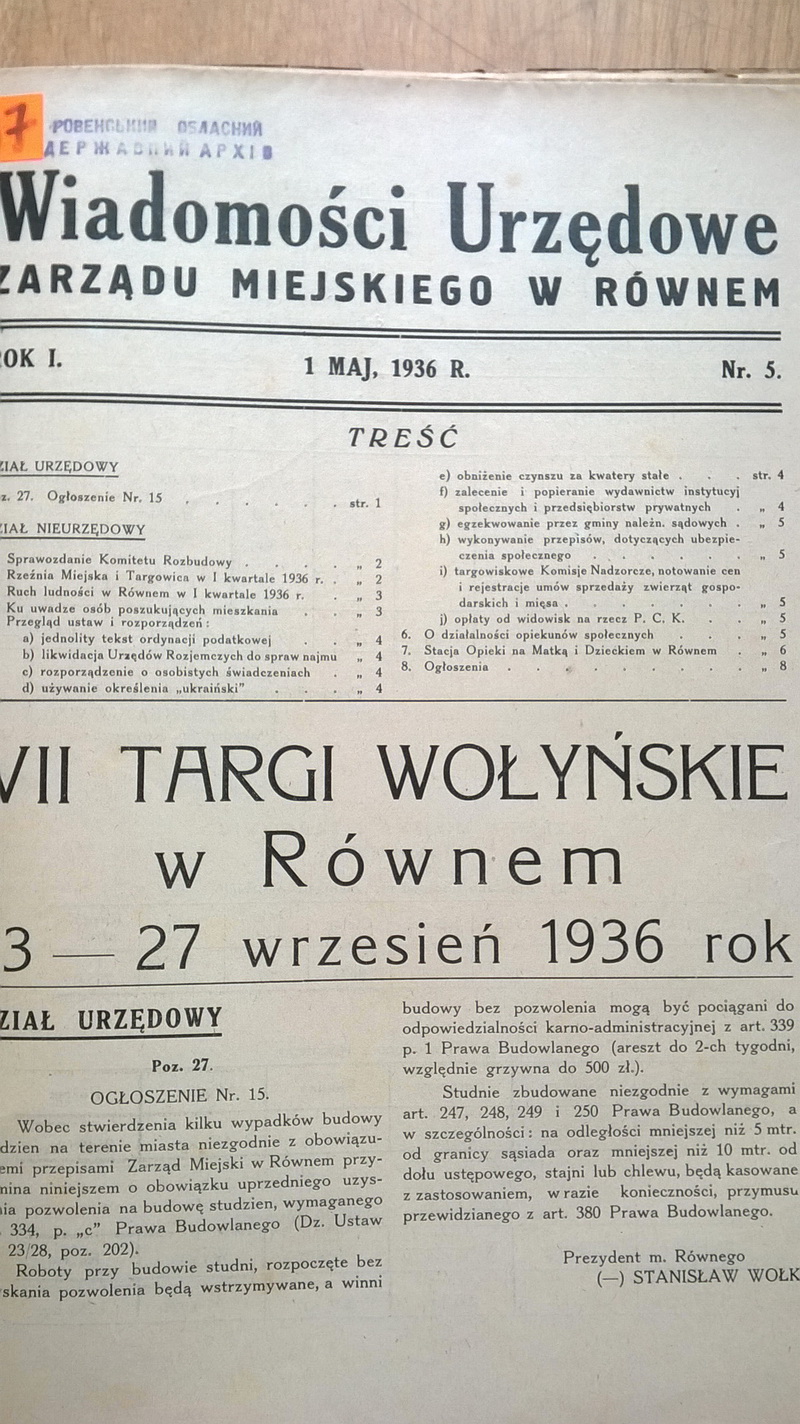 7
РОВЕНСЬКИЙ ОБЛАСНИЙ
ДЕРЖАВНИЙ АРХІВ
Wiadomości Urzędowe
ZARZĄDU MIEJSKIEGO W RÓWNEM
OK I.
1 MAJ, 1936 R.
Nr. 5.
TREŚĆ
ZIAŁ URZĘDOWY
z. 27. Ogłoszenie Nr. 15 . . . . . . str. 1
ZIAŁ NIEURZĘDOWY
Sprawozdanie Komitetu Rozbudowy . . . . „ 2
Rzeźnia Miejska i Targowica w I kwartale 1936 r. . „ 2
Ruch ludności w Równem w I kwartale 1936 r. . „ 3
Ku uwadze osób poszukujących mieszkania . . „ 3
Przegląd ustaw i rozporządzeń:
a) jednolity tekst ordynacji podatkowej . . „ 4
b) likwidacja Urzędów Rozjemczych do spraw najmu „ 4
c) rozporządzenie o osobistych świadczeniach . „ 4
d) używanie określenia „ukraiński" . . . „ 4
e) obniżenie czynszu za kwatery stałe . . . str. 4
f) zalecenie i popieranie wydawnictw instytucyj
społecznych i przedsiębiorstw prywatnych . „ 4
g) egzekwowanie przez gminy należn. sądowych . „ 5
h) wykonywanie przepisów, dotyczących ubezpie-
czenia społecznego . . . . . . „ 5
i) targowiskowe Komisje Nadzorcze, notowanie cen
i rejestracje umów sprzedaży zwierząt gospo-
darskich i mięsa . . . . . . . „ 5
j) opłaty od widowisk na rzecz P. C. K. . . „ 5
6. O działalności opiekunów społecznych . . . „ 5
7. Stacja Opieki na Matką i Dzieckiem w Równem . „ 6
8. Ogłoszenia . . . . . . . . „ 8
VII TARGI WOŁYŃSKIE
w Równem
3 — 27 wrzesień 1936 rok
ZIAŁ URZĘDOWY
Poz. 27.
OGŁOSZENIE Nr. 15.
Wobec stwierdzenia kilku wypadków budowy
dzien na terenie miasta niezgodnie z obowiązu-
emi przepisami Zarząd Miejski w Równem przy-
nina niniejszem o obowiązku uprzedniego uzys-
ia pozwolenia na budowę studzien, wymaganego
. 334, p. „c" Prawa Budowlanego (Dz. Ustaw
23/28, poz. 202).
Roboty przy budowie studni, rozpoczęte bez
skania pozwolenia będą wstrzymywane, a winni
budowy bez pozwolenia mogą być pociągani do
odpowiedzialności karno-administracyjnej z art. 339
p. 1 Prawa Budowlanego (areszt do 2-ch tygodni,
względnie grzywna do 500 zł.).
Studnie zbudowane niezgodnie z wymagami
art. 247, 248, 249 i 250 Prawa Budowlanego, a
w szczególności: na odległości mniejszej niż 5 mtr.
od granicy sąsiada oraz mniejszej niż 10 mtr. od
dołu ustępowego, stajni lub chlewu, będą kasowane
z zastosowaniem, w razie konieczności, przymusu
przewidzianego z art. 380 Prawa Budowlanego.
Prezydent m. Równego
(—) STANISŁAW WOŁK